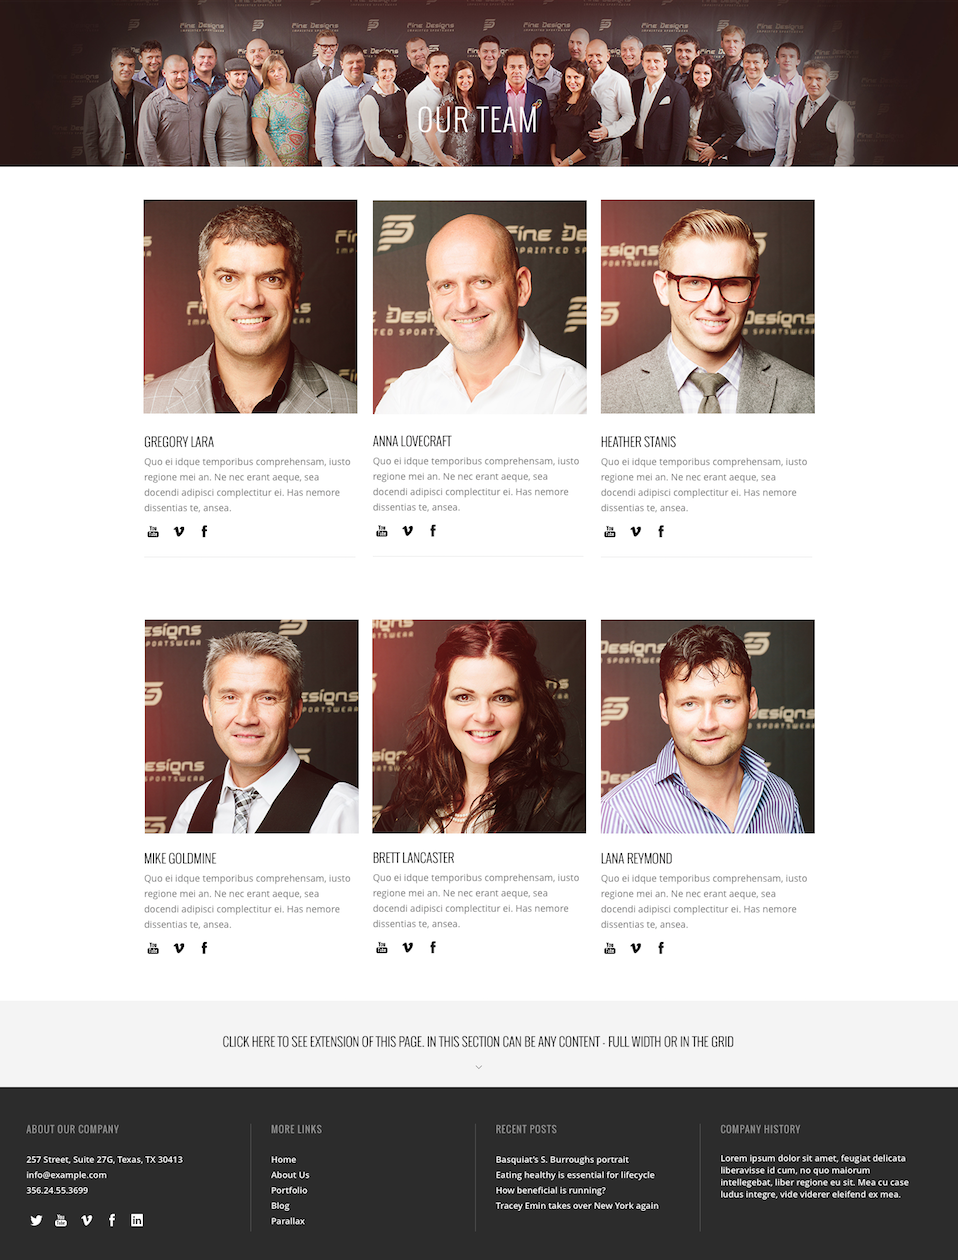 Fine Designs
IMPRINTED SPORTSWEAR
OUR TEAM
GREGORY LARA
Quo ei idque temporibus comprehensam, iusto
regione mei an. Ne nec erant aeque, sea
docendi adipisci complectitur ei. Has nemore
dissentias te, ansea.
ANNA LOVECRAFT
Quo ei idque temporibus comprehensam, iusto
regione mei an. Ne nec erant aeque, sea
docendi adipisci complectitur ei. Has nemore
dissentias te, ansea.
HEATHER STANIS
Quo ei idque temporibus comprehensam, iusto
regione mei an. Ne nec erant aeque, sea
docendi adipisci complectitur ei. Has nemore
dissentias te, ansea.
MIKE GOLDMINE
Quo ei idque temporibus comprehensam, iusto
regione mei an. Ne nec erant aeque, sea
docendi adipisci complectitur ei. Has nemore
dissentias te, ansea.
BRETT LANCASTER
Quo ei idque temporibus comprehensam, iusto
regione mei an. Ne nec erant aeque, sea
docendi adipisci complectitur ei. Has nemore
dissentias te, ansea.
LANA REYMOND
Quo ei idque temporibus comprehensam, iusto
regione mei an. Ne nec erant aeque, sea
docendi adipisci complectitur ei. Has nemore
dissentias te, ansea.
CLICK HERE TO SEE EXTENSION OF THIS PAGE. IN THIS SECTION CAN BE ANY CONTENT - FULL WIDTH OR IN THE GRID
ABOUT OUR COMPANY
257 Street, Suite 27G, Texas, TX 30413
info@example.com
356.24.55.3699
MORE LINKS
Home
About Us
Portfolio
Blog
Parallax
RECENT POSTS
Basquiat's S. Burroughs portrait
Eating healthy is essential for lifecycle
How beneficial is running?
Tracey Emin takes over New York again
COMPANY HISTORY
Lorem ipsum dolor sit amet, feugiat delicata
liberavisse id cum, no quo maiorum
intellegebat, liber regione eu sit. Mea cu case
ludus integre, vide viderer eleifend ex mea.